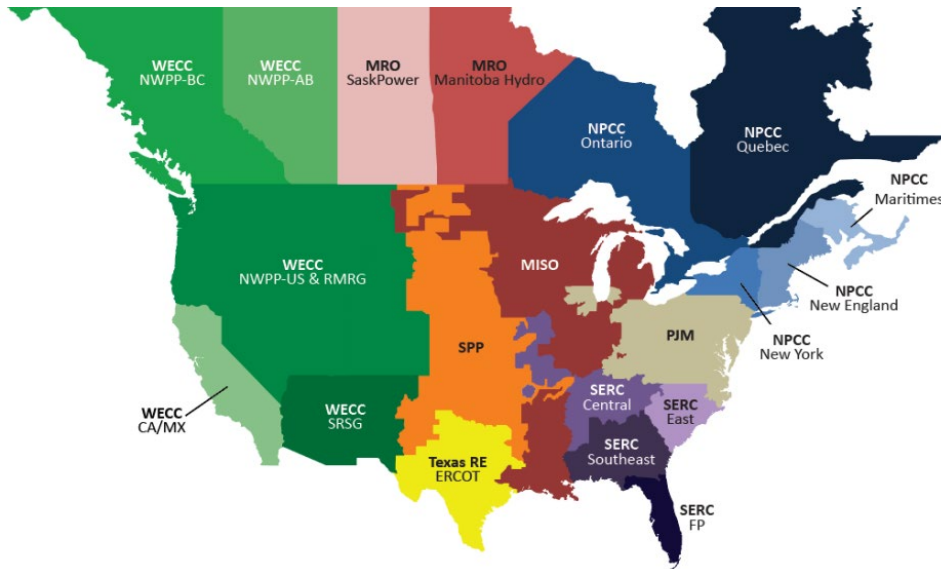 WECC
NWPP-BC
WECC
NWPP-AB
MRO
SaskPower
MRO
Manitoba Hydro
NPCC
Ontario
NPCC
Quebec
NPCC
Maritimes
WECC
NWPP-US & RMRG
MISO
NPCC
New England
SPP
PJM
NPCC
New York
WECC
CA/MX
WECC
SRSG
SERC
Central
SERC
East
Texas RE
ERCOT
SERC
Southeast
SERC
FP